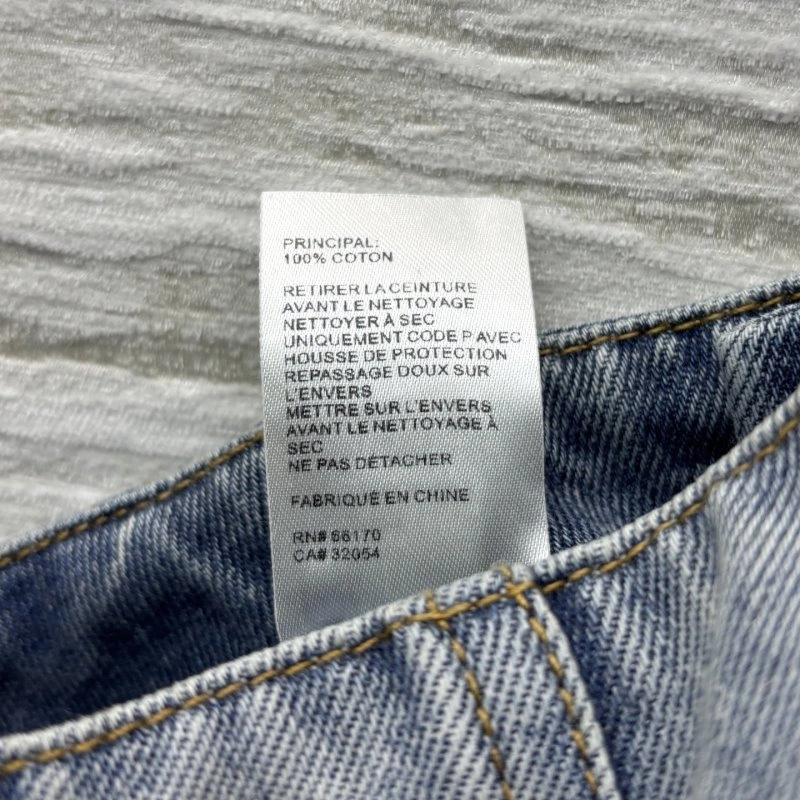 PRINCIPAL:
100% COTON
RETIRER LA CEINTURE
AVANT LE NETTOYAGE
NETTOYER À SEC
UNIQUEMENT CODE P AVEC
HOUSSE DE PROTECTION
REPASSAGE DOUX SUR
L'ENVERS
METTRE SUR L'ENVERS
AVANT LE NETTOYAGE À
SEC
NE PAS DÉTACHER
FABRIQUÉ EN CHINE
RN# 66170
CA# 32054